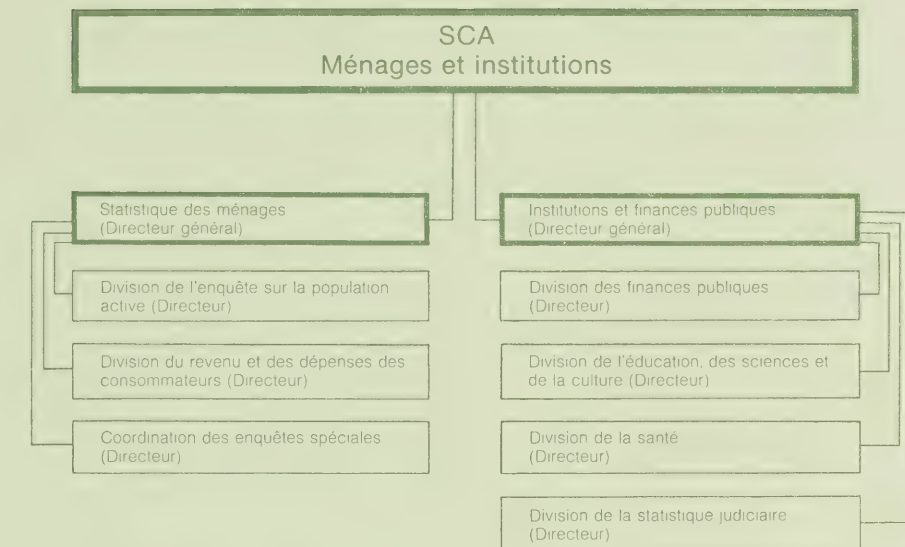 SCA
Ménages et institutions
Statistique des ménages
(Directeur général)
Division de l'enquête sur la population
active (Directeur)
Division du revenu et des dépenses des
consommateurs (Directeur)
Coordination des enquêtes spéciales
(Directeur)
Institutions et finances publiques
(Directeur général)
Division des finances publiques
(Directeur)
Division de l'éducation, des sciences et
de la culture (Directeur)
Division de la santé
(Directeur)
Division de la statistique judiciaire
(Directeur)